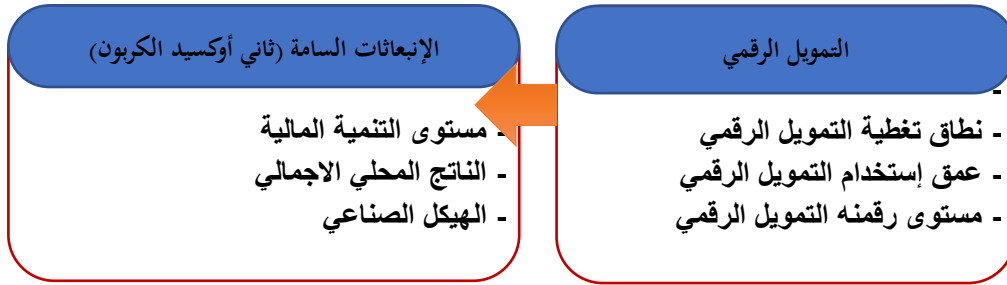 التمويل الرقمي
-
- نطاق تغطية التمويل الرقمي
- عمق إستخدام التمويل الرقمي
- مستوى رقمنه التمويل الرقمي
الإنبعاثات السامة (ثاني أوكسيد الكربون)
- مستوى التنمية المالية
- الناتج المحلي الاجمالي
- الهيكل الصناعي